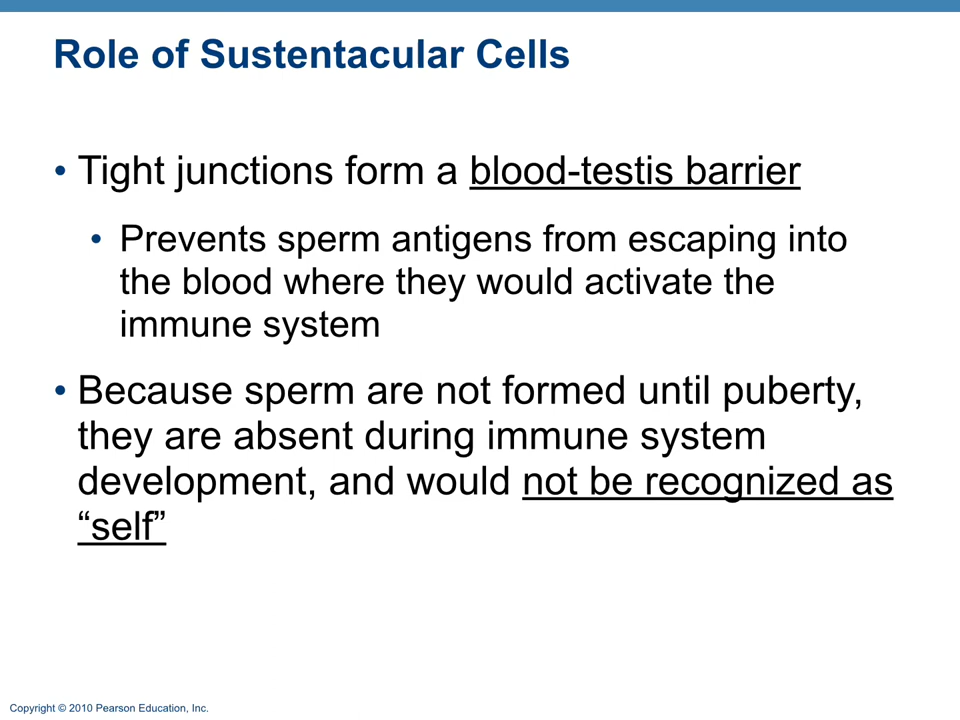 Role of Sustentacular Cells
• Tight junctions form a blood-testis barrier
• Prevents sperm antigens from escaping into
the blood where they would activate the
immune system
• Because sperm are not formed until puberty,
they are absent during immune system
development, and would not be recognized as
“self”
Copyright © 2010 Pearson Education, Inc.